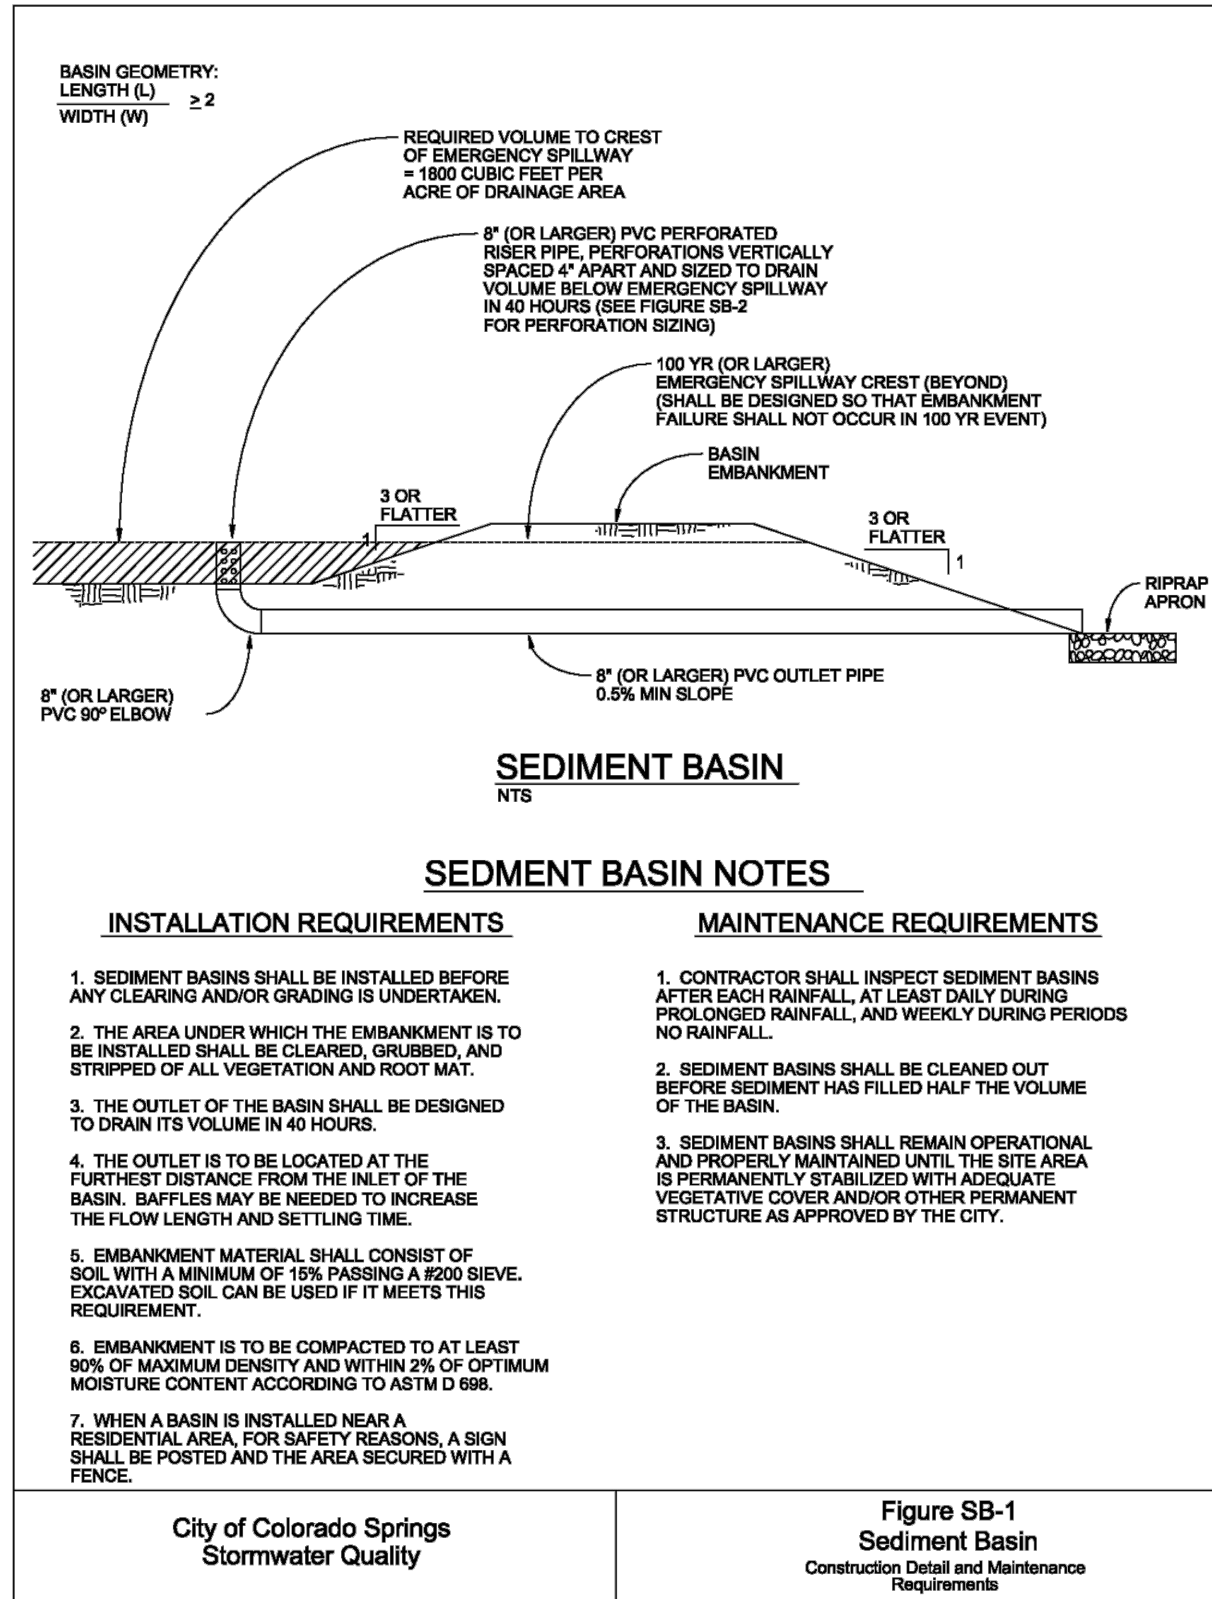 BASIN GEOMETRY:
LENGTH (L)
WIDTH (W)
≥ 2
REQUIRED VOLUME TO CREST
OF EMERGENCY SPILLWAY
= 1800 CUBIC FEET PER
ACRE OF DRAINAGE AREA
8" (OR LARGER) PVC PERFORATED
RISER PIPE, PERFORATIONS VERTICALLY
SPACED 4" APART AND SIZED TO DRAIN
VOLUME BELOW EMERGENCY SPILLWAY
IN 40 HOURS (SEE FIGURE SB-2
FOR PERFORATION SIZING)
100 YR (OR LARGER)
EMERGENCY SPILLWAY CREST (BEYOND)
(SHALL BE DESIGNED SO THAT EMBANKMENT
FAILURE SHALL NOT OCCUR IN 100 YR EVENT)
BASIN
EMBANKMENT
3 OR
FLATTER
1
3 OR
FLATTER
1
RIPRAP
APRON
8" (OR LARGER)
PVC 90º ELBOW
8" (OR LARGER) PVC OUTLET PIPE
0.5% MIN SLOPE
SEDIMENT BASIN
NTS
SEDMENT BASIN NOTES
INSTALLATION REQUIREMENTS
1. SEDIMENT BASINS SHALL BE INSTALLED BEFORE
ANY CLEARING AND/OR GRADING IS UNDERTAKEN.
2. THE AREA UNDER WHICH THE EMBANKMENT IS TO
BE INSTALLED SHALL BE CLEARED, GRUBBED, AND
STRIPPED OF ALL VEGETATION AND ROOT MAT.
3. THE OUTLET OF THE BASIN SHALL BE DESIGNED
TO DRAIN ITS VOLUME IN 40 HOURS.
4. THE OUTLET IS TO BE LOCATED AT THE
FURTHEST DISTANCE FROM THE INLET OF THE
BASIN. BAFFLES MAY BE NEEDED TO INCREASE
THE FLOW LENGTH AND SETTLING TIME.
5. EMBANKMENT MATERIAL SHALL CONSIST OF
SOIL WITH A MINIMUM OF 15% PASSING A #200 SIEVE.
EXCAVATED SOIL CAN BE USED IF IT MEETS THIS
REQUIREMENT.
6. EMBANKMENT IS TO BE COMPACTED TO AT LEAST
90% OF MAXIMUM DENSITY AND WITHIN 2% OF OPTIMUM
MOISTURE CONTENT ACCORDING TO ASTM D 698.
7. WHEN A BASIN IS INSTALLED NEAR A
RESIDENTIAL AREA, FOR SAFETY REASONS, A SIGN
SHALL BE POSTED AND THE AREA SECURED WITH A
FENCE.
MAINTENANCE REQUIREMENTS
1. CONTRACTOR SHALL INSPECT SEDIMENT BASINS
AFTER EACH RAINFALL, AT LEAST DAILY DURING
PROLONGED RAINFALL, AND WEEKLY DURING PERIODS
NO RAINFALL.
2. SEDIMENT BASINS SHALL BE CLEANED OUT
BEFORE SEDIMENT HAS FILLED HALF THE VOLUME
OF THE BASIN.
3. SEDIMENT BASINS SHALL REMAIN OPERATIONAL
AND PROPERLY MAINTAINED UNTIL THE SITE AREA
IS PERMANENTLY STABILIZED WITH ADEQUATE
VEGETATIVE COVER AND/OR OTHER PERMANENT
STRUCTURE AS APPROVED BY THE CITY.
City of Colorado Springs
Stormwater Quality
Figure SB-1
Sediment Basin
Construction Detail and Maintenance
Requirements